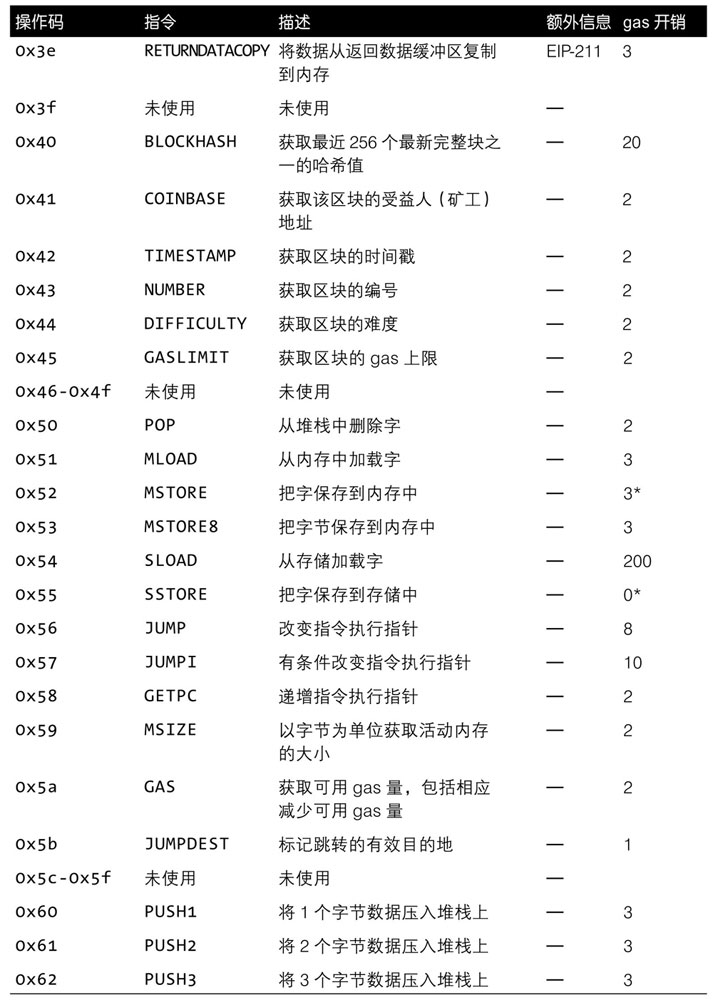 操作码 指令 描述 额外信息 gas 开销
0x3e RETURNDATACOPY 将数据从返回数据缓冲区复制 EIP-211 3
到内存
0x3f 未使用 未使用 —
0x40 BLOCKHASH 获取最近 256 个最新完整块之 — 20
一的哈希值
0x41 COINBASE 获取该区块的受益人（矿工） — 2
地址
0x42 TIMESTAMP 获取区块的时间戳 — 2
0x43 NUMBER 获取区块的编号 — 2
0x44 DIFFICULTY 获取区块的难度 — 2
0x45 GASLIMIT 获取区块的 gas 上限 — 2
0x46-0x4f 未使用 未使用 —
0x50 POP 从堆栈中删除字 — 2
0x51 MLOAD 从内存中加载字 — 3
0x52 MSTORE 把字保存到内存中 — 3*
0x53 MSTORE8 把字节保存到内存中 — 3
0x54 SLOAD 从存储加载字 — 200
0x55 SSTORE 把字保存到存储中 — 0*
0x56 JUMP 改变指令执行指针 — 8
0x57 JUMPI 有条件改变指令执行指针 — 10
0x58 GETPC 递增指令执行指针 — 2
0x59 MSIZE 以字节为单位获取活动内存 — 2
的大小
0x5a GAS 获取可用 gas 量，包括相应 — 2
减少可用 gas 量
0x5b JUMPDEST 标记跳转的有效目的地 — 1
0x5c-0x5f 未使用 未使用 —
0x60 PUSH1 将 1 个字节数据压入堆栈上 — 3
0x61 PUSH2 将 2 个字节数据压入堆栈上 — 3
0x62 PUSH3 将 3 个字节数据压入堆栈上 — 3